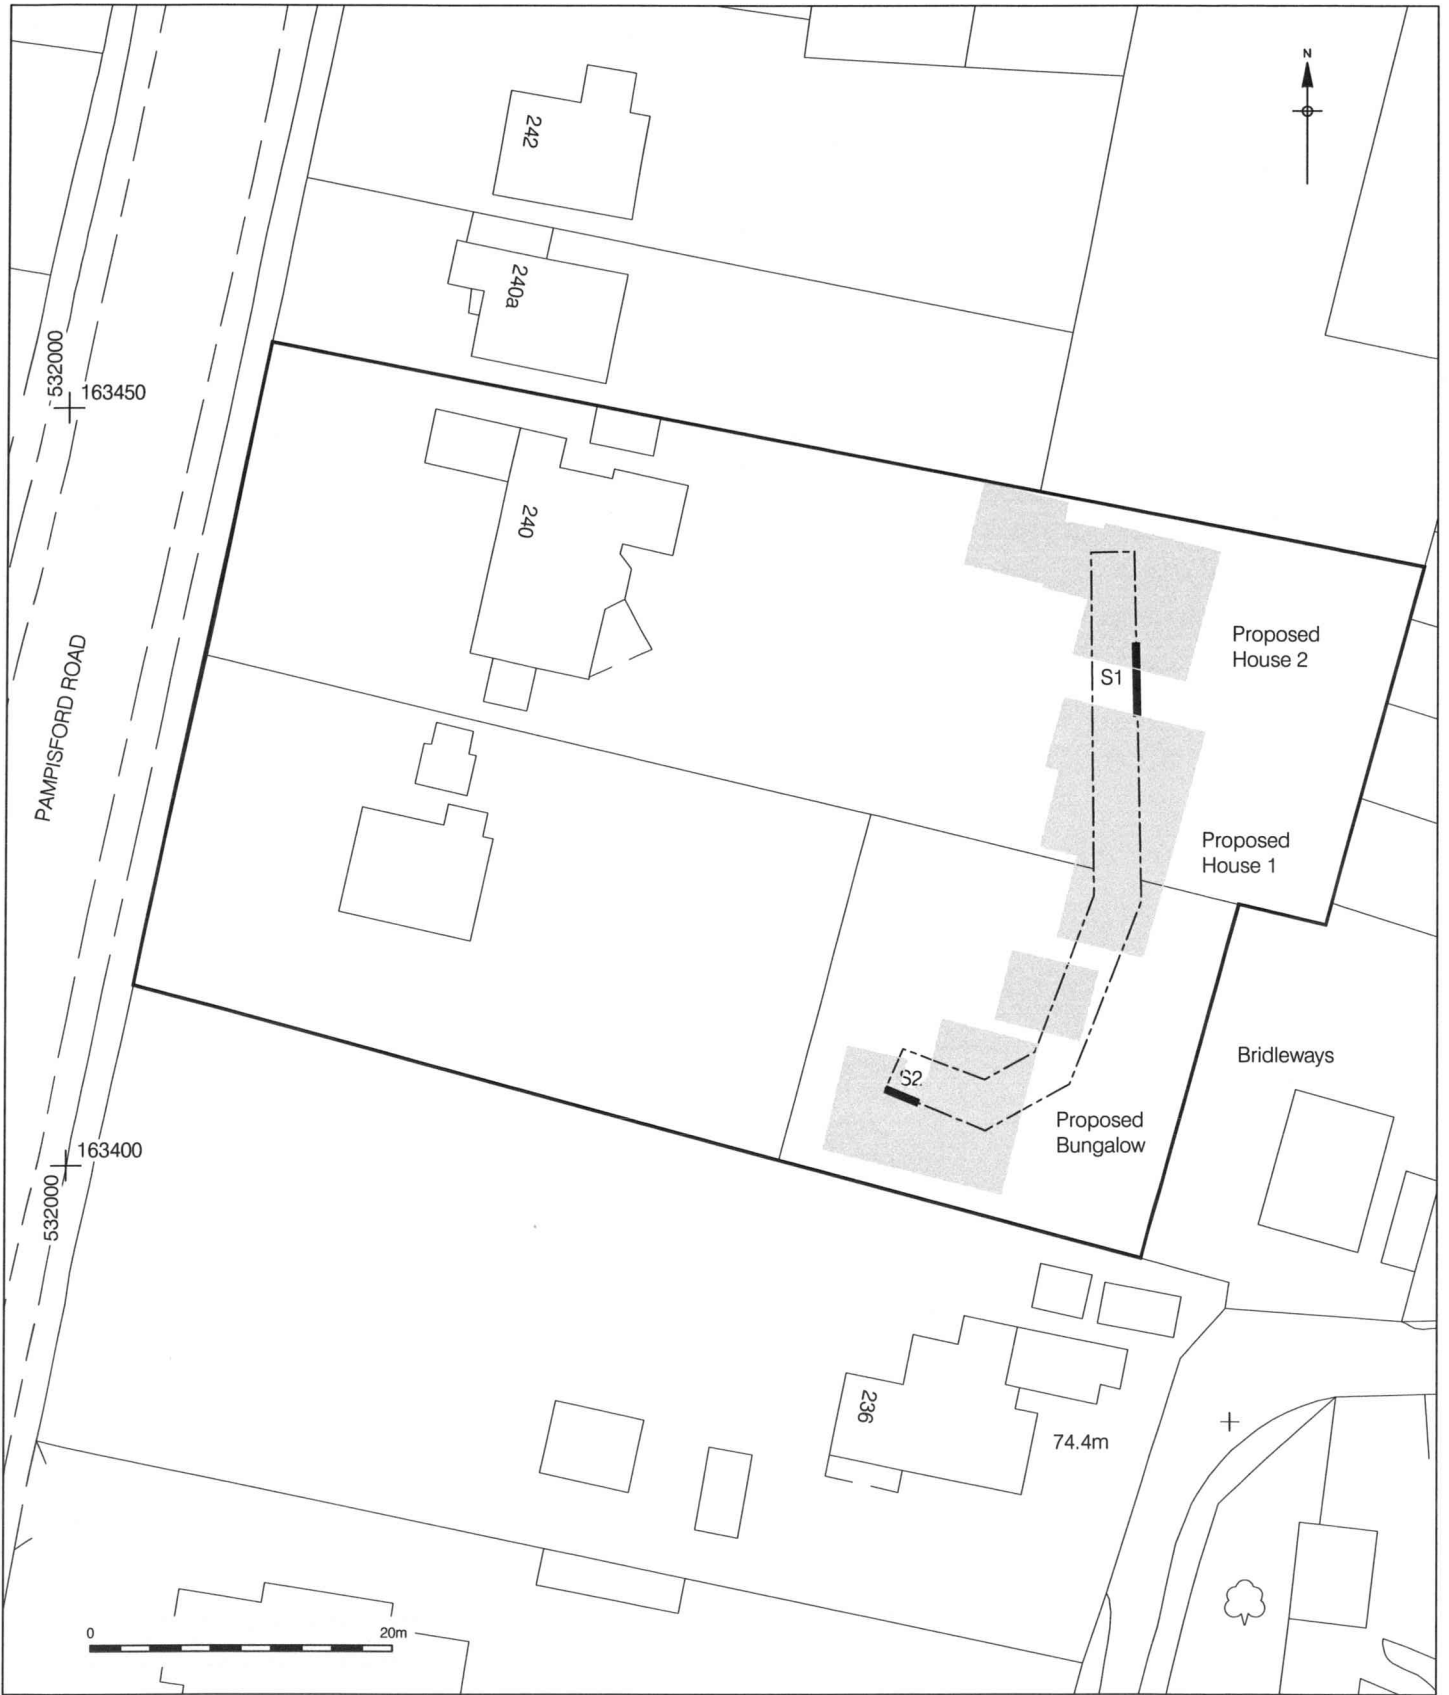 N
242
240a
532000
163450
240
Proposed
House 2
S1
PAMPISFORD ROAD
Proposed
House 1
Bridleways
S2
Proposed
Bungalow
163400
532000
236
74.4m
0
20m